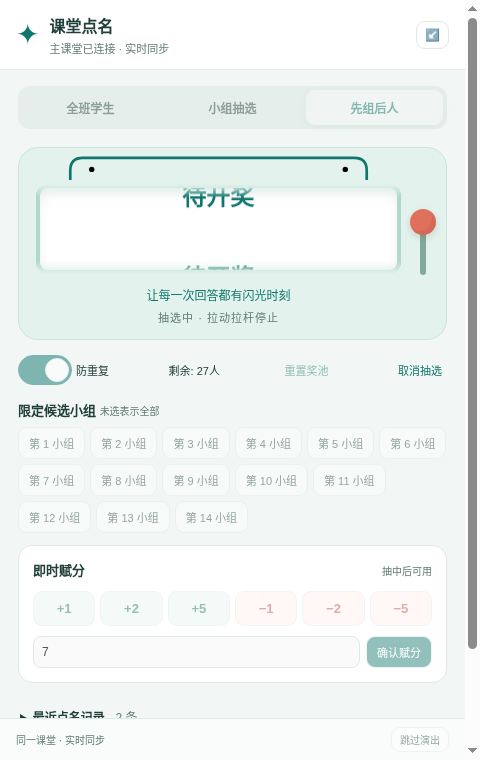 课堂点名
主课堂已连接 · 实时同步
全班学生 小组抽选 先组后人
待开奖
待开奖
让每一次回答都有闪光时刻
抽选中 · 拉动拉杆停止
防重复 剩余: 27人 重置奖池 取消抽选
限定候选小组 未选表示全部
第 1 小组 第 2 小组 第 3 小组 第 4 小组 第 5 小组 第 6 小组
第 7 小组 第 8 小组 第 9 小组 第 10 小组 第 11 小组
第 12 小组 第 13 小组 第 14 小组
即时赋分 抽中后可用
+1 +2 +5 −1 −2 −5
7 确认赋分
最近点名记录 · 2 条
同一课堂 · 实时同步 跳过演出